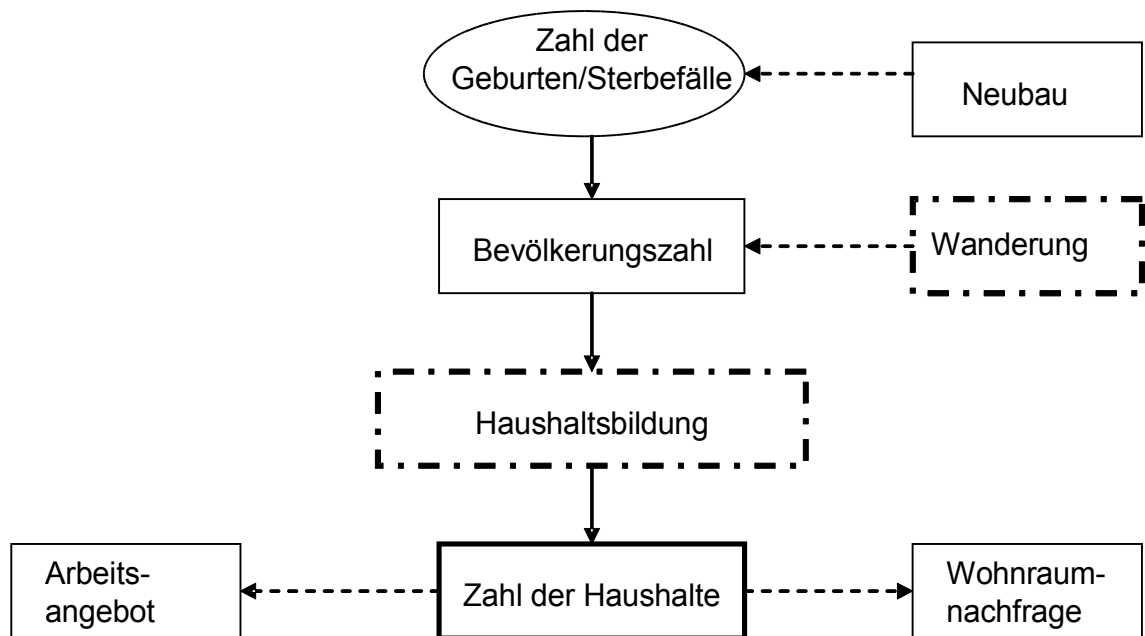 Zahl der
Geburten/Sterbefälle
Neubau
Bevölkerungszahl
Wanderung
Haushaltsbildung
Arbeits-
angebot
Zahl der Haushalte
Wohnraum-
nachfrage